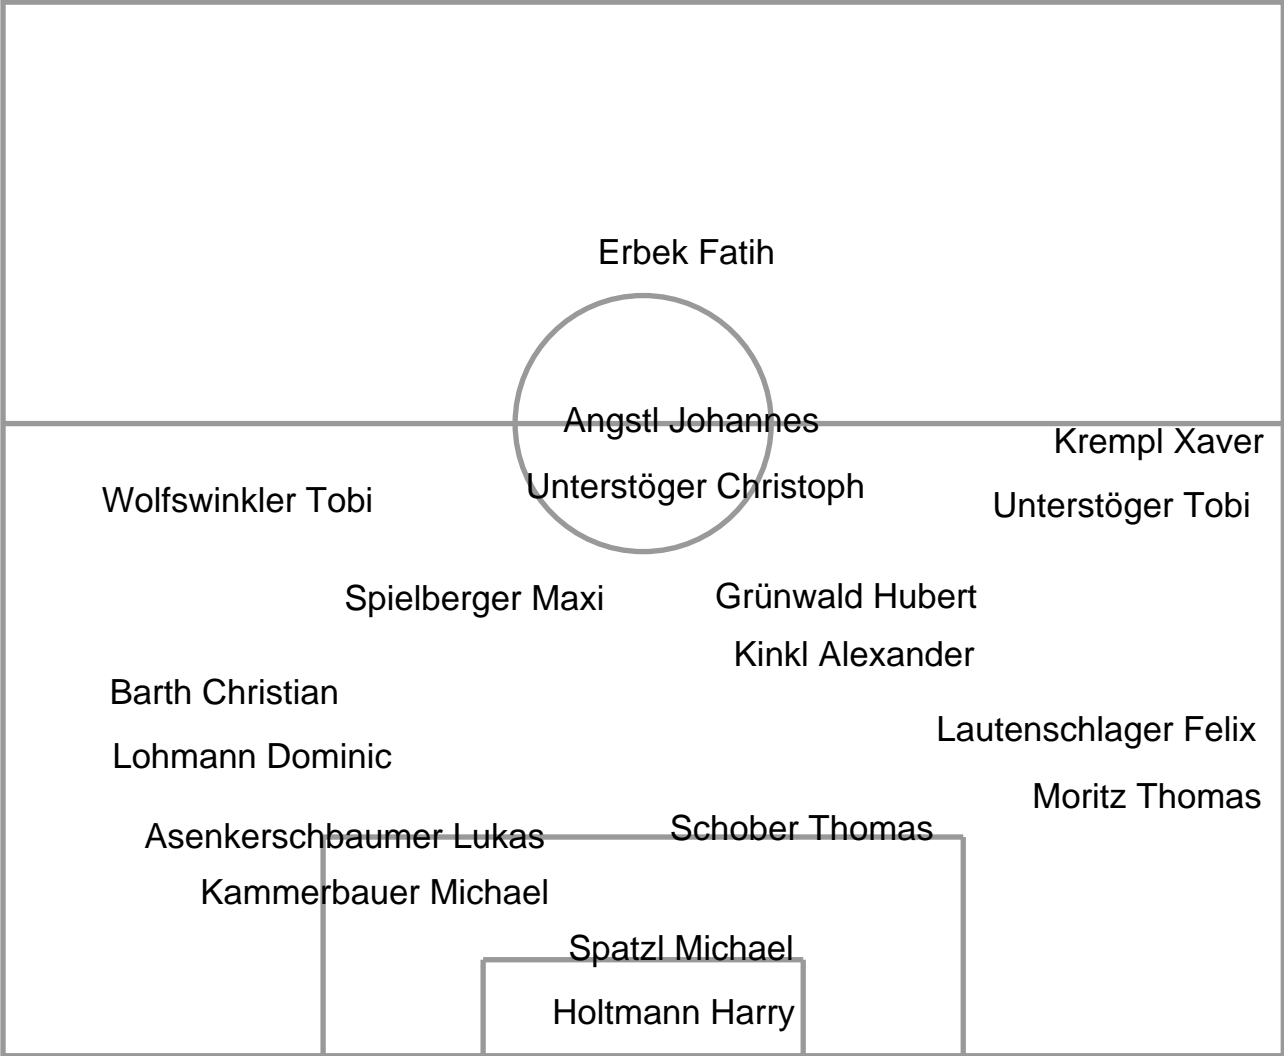 Erbek Fatih
Angstl Johannes
Krempl Xaver
Unterstöger Christoph
Wolfswinkler Tobi
Unterstöger Tobi
Spielberger Maxi
Grünwald Hubert
Kinkl Alexander
Barth Christian
Lautenschlager Felix
Lohmann Dominic
Moritz Thomas
Asenkerschbaumer Lukas
Schober Thomas
Kammerbauer Michael
Spatzl Michael
Holtmann Harry